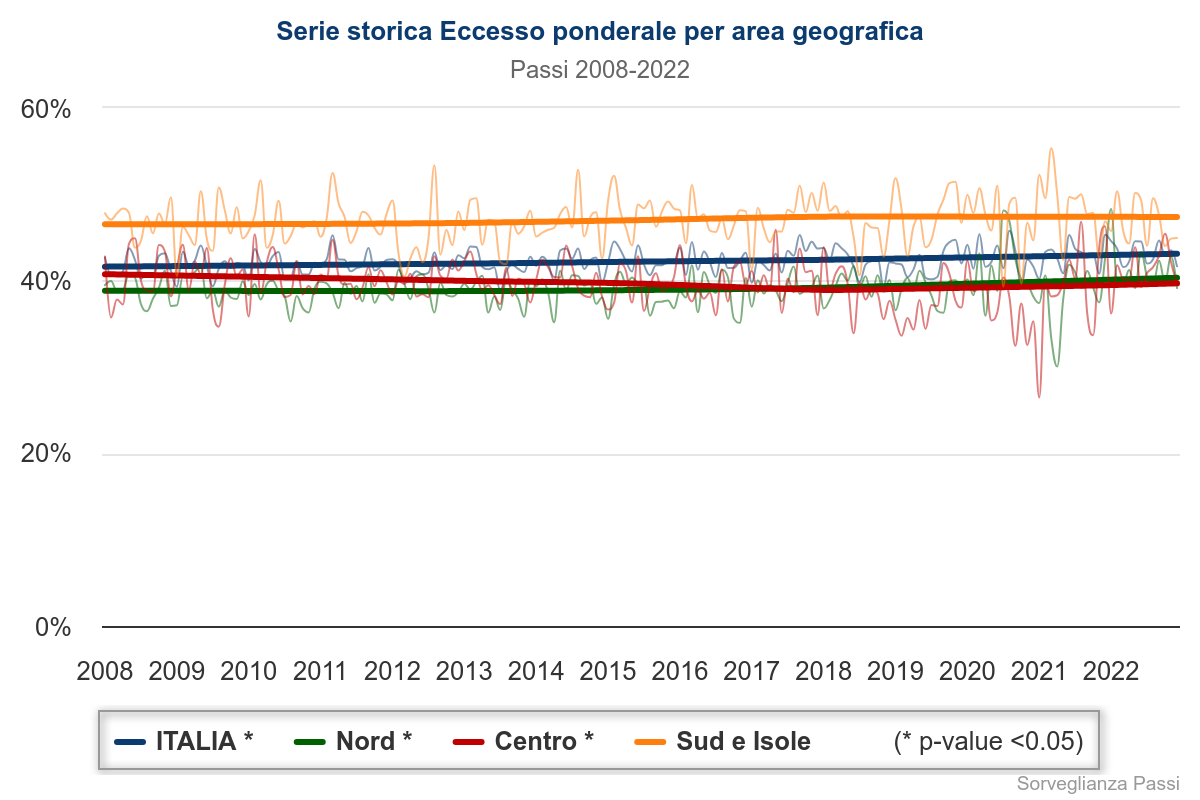 Serie storica Eccesso ponderale per area geografica
Passi 2008-2022
60%
40%
20%
0%
2008 2009 2010 2011 2012 2013 2014 2015 2016 2017 2018 2019 2020 2021 2022
ITALIA * Nord * Centro * Sud e Isole (* p-value <0.05)
Sorveglianza Passi